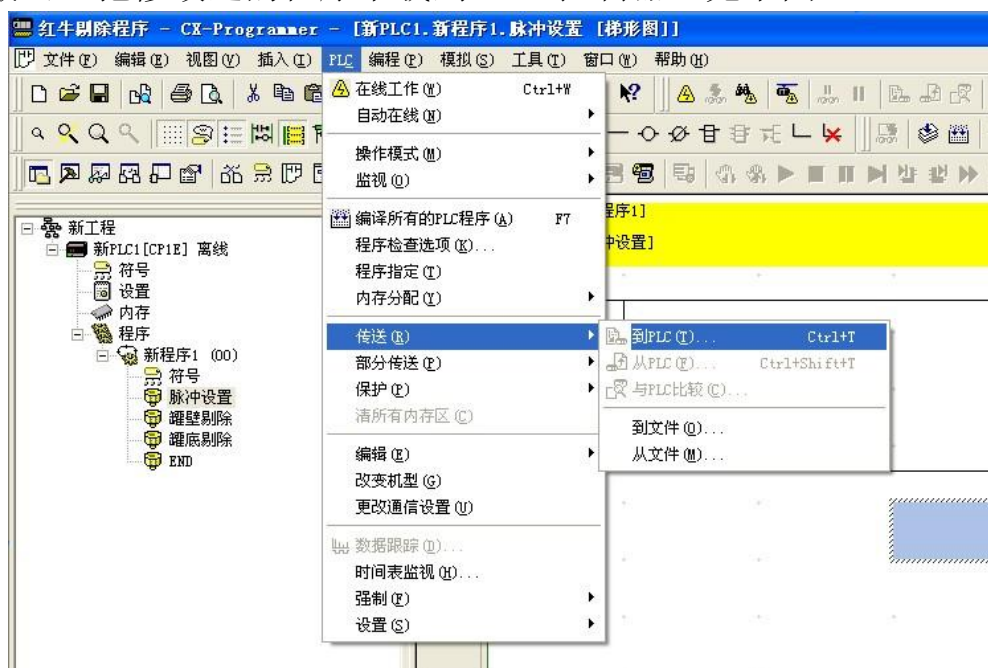 红牛剔除程序 - CX-Programmer - [新PLC1.新程序1.脉冲设置 [梯形图]]
文件(F) 编辑(E) 视图(V) 插入(I) PLC 编程(P) 模拟(S) 工具(T) 窗口(W) 帮助(H)
在线工作(W) Ctrl+W
自动在线(N)
操作模式(M)
监视(O)
编译所有的PLC程序(A) F7
程序检查选项(K)...
程序指定(T)
内存分配(Y)
传送(R)
部分传送(P)
保护(P)
清所有内存区(C)
编辑(E)
改变机型(G)
更改通信设置(U)
数据跟踪(D)...
时间表监视(H)...
强制(F)
设置(S)
到PLC(T)... Ctrl+T
从PLC(F)... Ctrl+Shift+T
与PLC比较(C)...
到文件(O)...
从文件(M)...
新工程
新PLC1[CP1E] 离线
符号
设置
内存
程序
新程序1 (00)
符号
脉冲设置
罐壁剔除
罐底剔除
END
程序1]
冲设置]